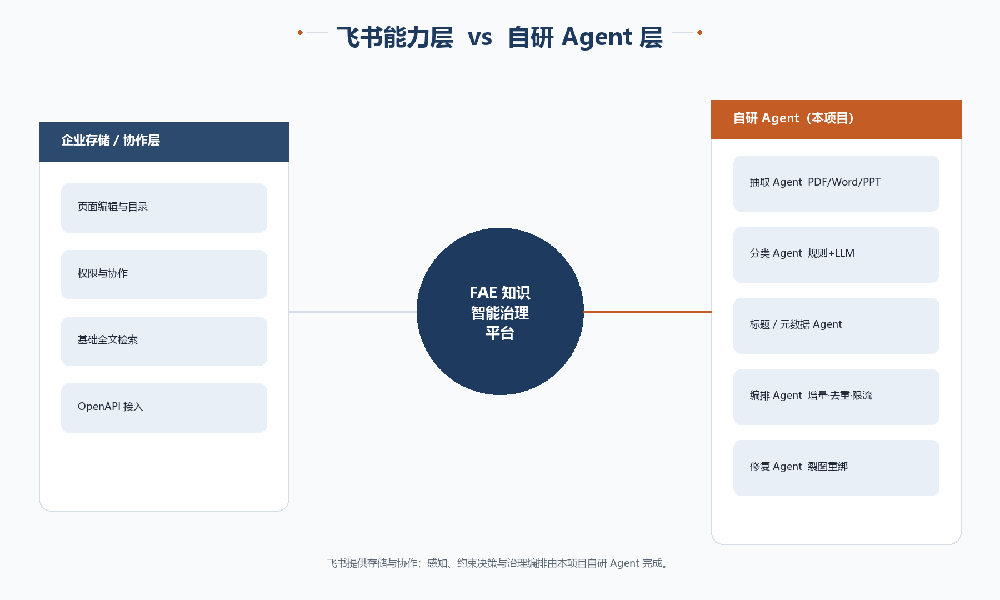 飞书能力层 vs 自研 Agent 层
企业存储 / 协作层
页面编辑与目录
权限与协作
基础全文检索
OpenAPI 接入
FAE 知识
智能治理
平台
自研 Agent（本项目）
抽取 Agent PDF/Word/PPT
分类 Agent 规则+LLM
标题 / 元数据 Agent
编排 Agent 增量·去重·限流
修复 Agent 裂图重绑
飞书提供存储与协作；感知、约束决策与治理编排由本项目自研 Agent 完成。